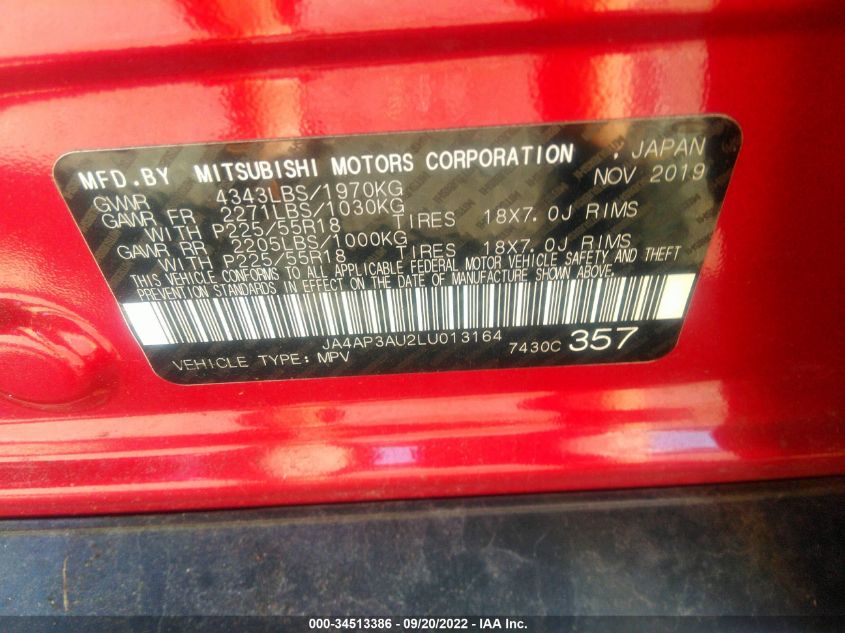 MFD.BY MITSUBISHI MOTORS CORPORATION , JAPAN
GVWR 4343LBS/1970KG NOV 2019
GAWR FR 2271LBS/1030KG
WITH P225/55R18 TIRES 18X7.0J RIMS
GAWR RR 2205LBS/1000KG
WITH P225/55R18 TIRES 18X7.0J RIMS
THIS VEHICLE CONFORMS TO ALL APPLICABLE FEDERAL MOTOR VEHICLE SAFETY AND THEFT
PREVENTION STANDARDS IN EFFECT ON THE DATE OF MANUFACTURE SHOWN ABOVE.
JA4AP3AU2LU013164
VEHICLE TYPE: MPV 7430C 357
000-34513386 - 09/20/2022 - IAA Inc.